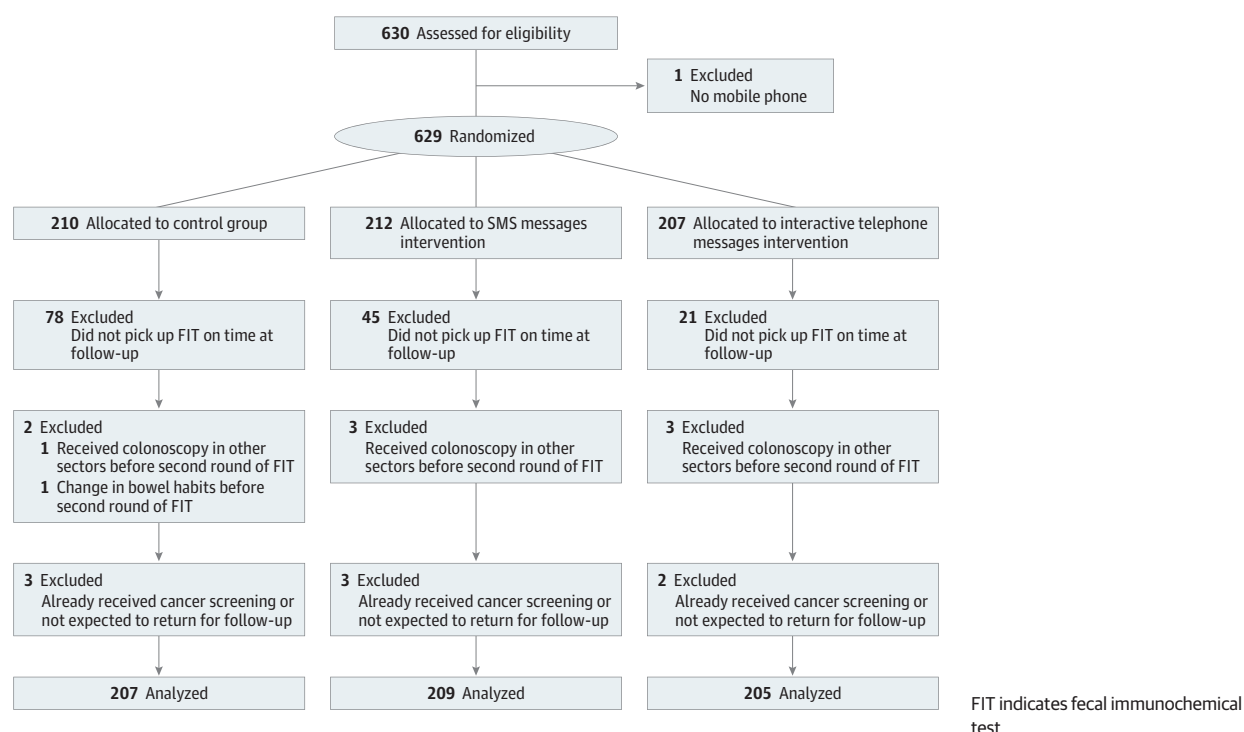 630 Assessed for eligibility
1 Excluded
No mobile phone
629 Randomized
210 Allocated to control group
212 Allocated to SMS messages
intervention
207 Allocated to interactive telephone
messages intervention
78 Excluded
Did not pick up FIT on time at
follow-up
45 Excluded
Did not pick up FIT on time at
follow-up
21 Excluded
Did not pick up FIT on time at
follow-up
2 Excluded
1 Received colonoscopy in other
sectors before second round of FIT
1 Change in bowel habits before
second round of FIT
3 Excluded
Received colonoscopy in other
sectors before second round of FIT
3 Excluded
Received colonoscopy in other
sectors before second round of FIT
3 Excluded
Already received cancer screening or
not expected to return for follow-up
3 Excluded
Already received cancer screening or
not expected to return for follow-up
2 Excluded
Already received cancer screening or
not expected to return for follow-up
207 Analyzed
209 Analyzed
205 Analyzed
FIT indicates fecal immunochemical
test